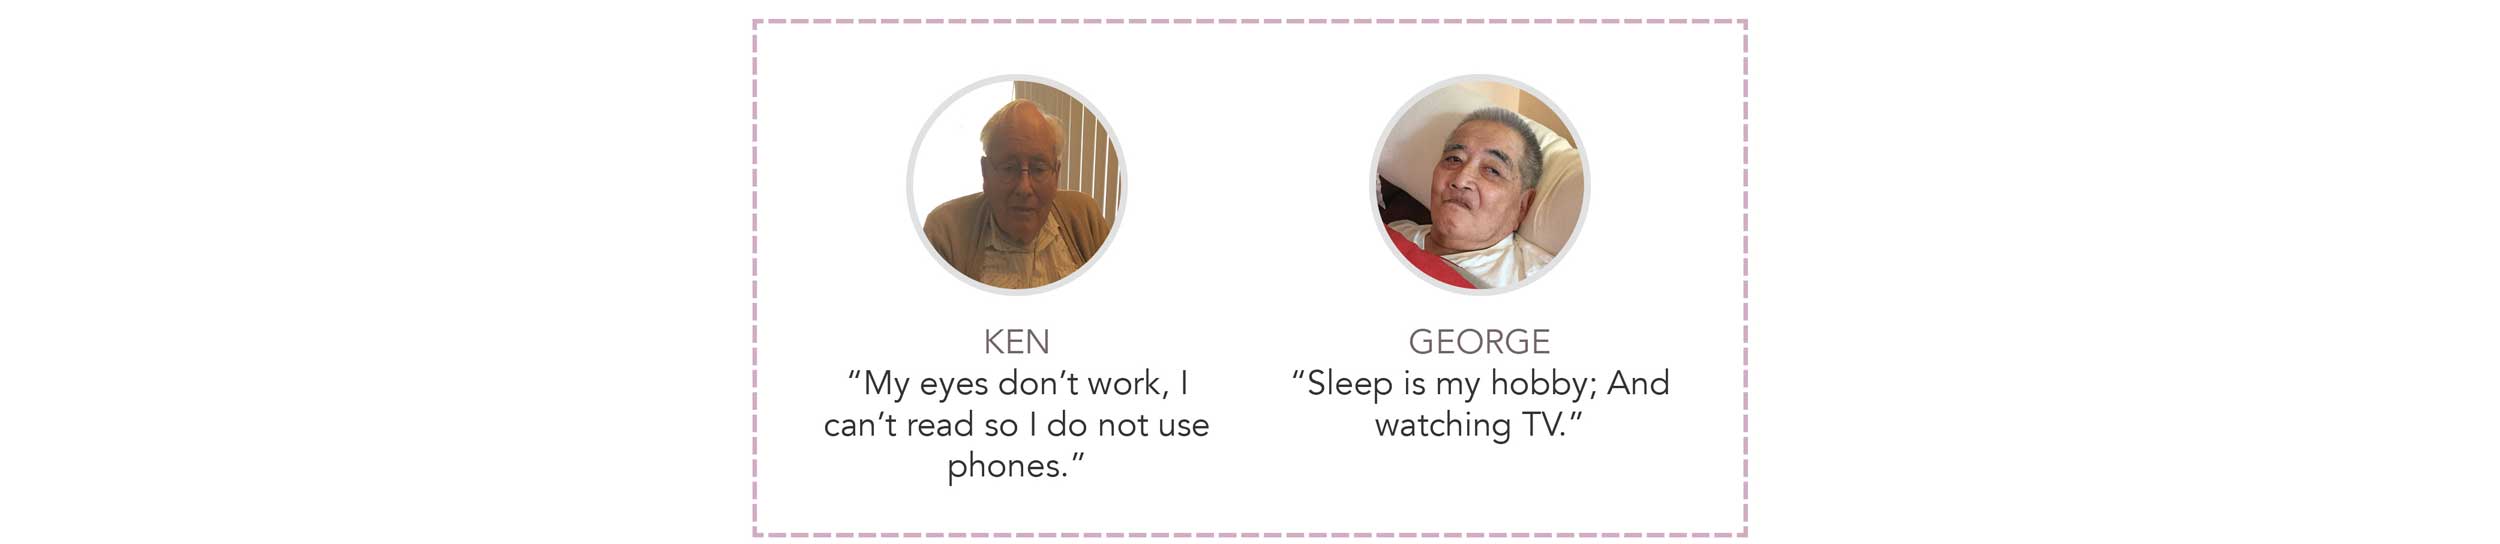 KEN
“My eyes don’t work, I
can’t read so I do not use
phones.”
GEORGE
“Sleep is my hobby; And
watching TV.”